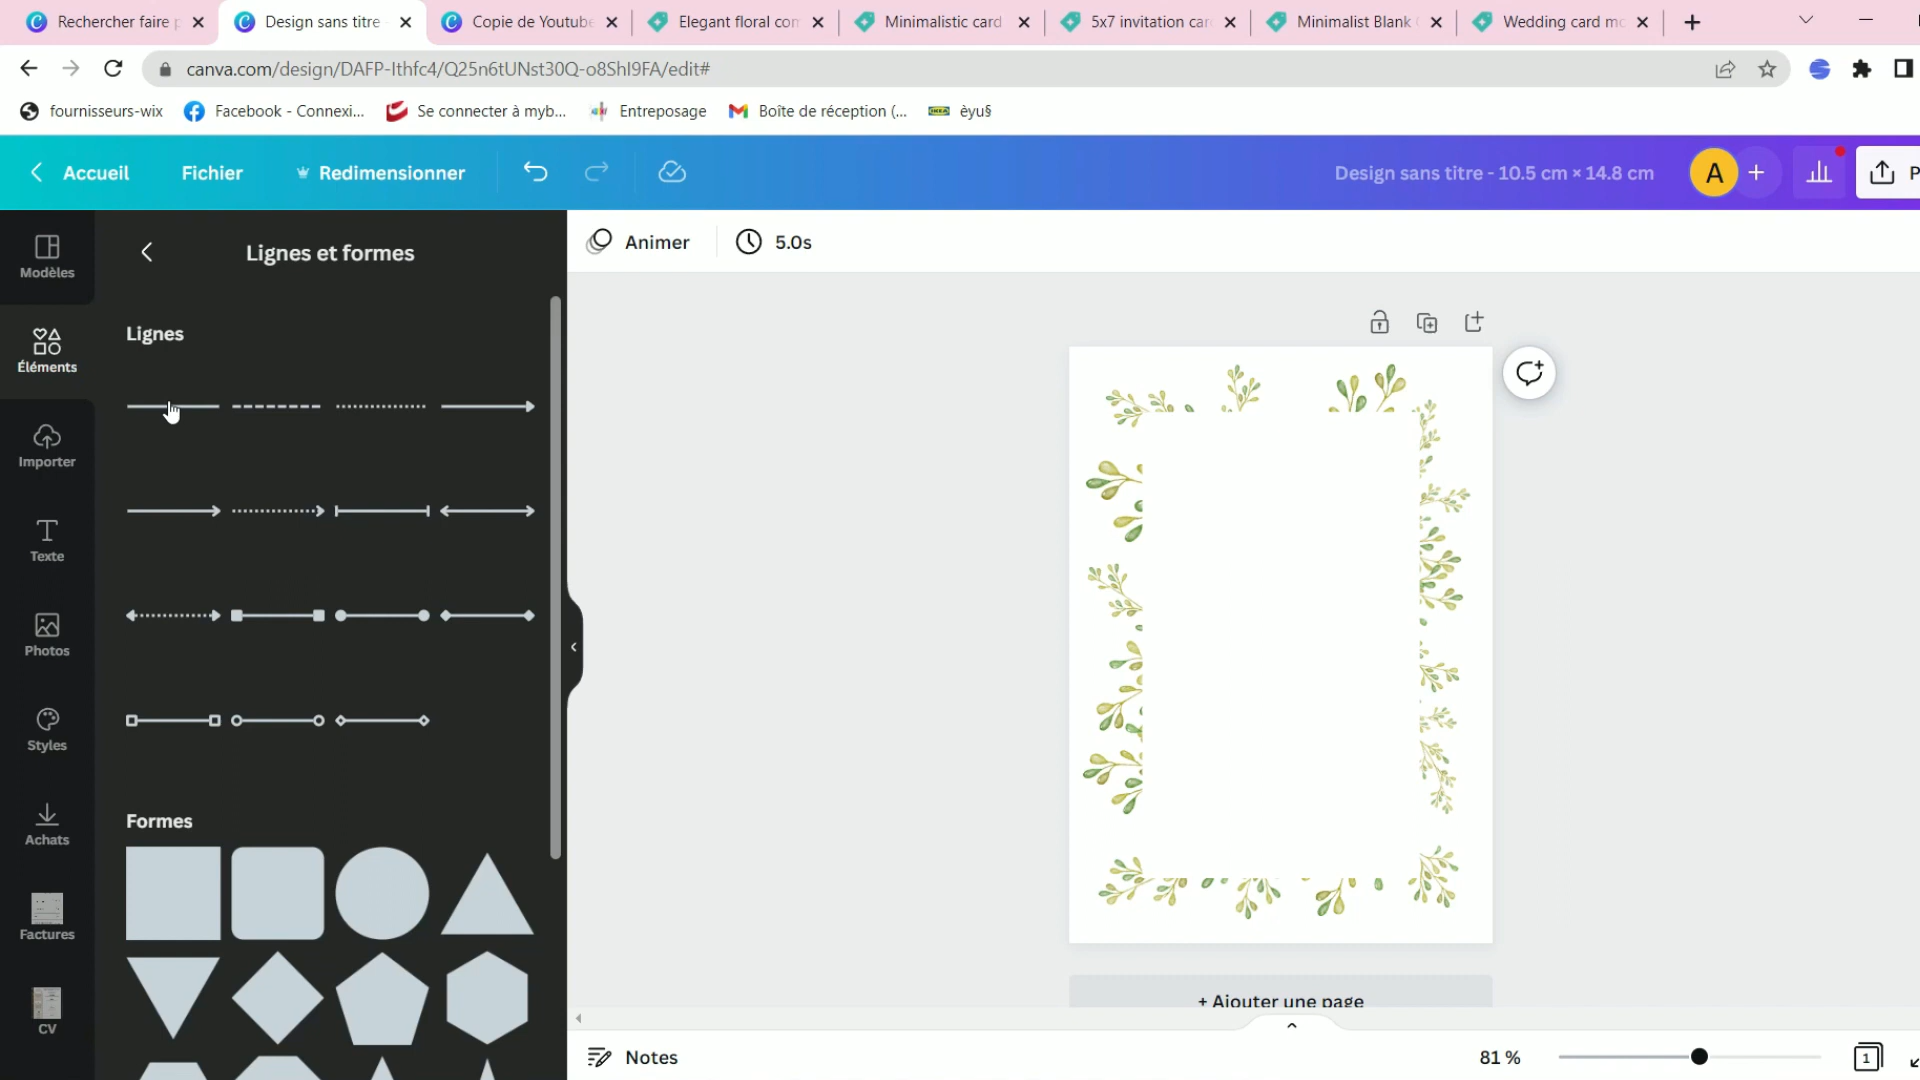 Rechercher faire p
Design sans titre
Copie de Youtube
Elegant floral com
Minimalistic card
5x7 invitation car
Minimalist Blank
Wedding card mo
canva.com/design/DAFP-Ithfc4/Q25n6tUNst30Q-o8ShI9FA/edit#
fournisseurs-wix
Facebook - Connexi...
Se connecter à myb...
Entreposage
Boîte de réception (...
èyu§
Accueil
Fichier
Redimensionner
Design sans titre - 10.5 cm × 14.8 cm
A
P
Modèles
Éléments
Importer
Texte
Photos
Styles
Achats
Factures
CV
Lignes et formes
Lignes
Formes
Animer
5.0s
+ Ajouter une page
Notes
81 %
1